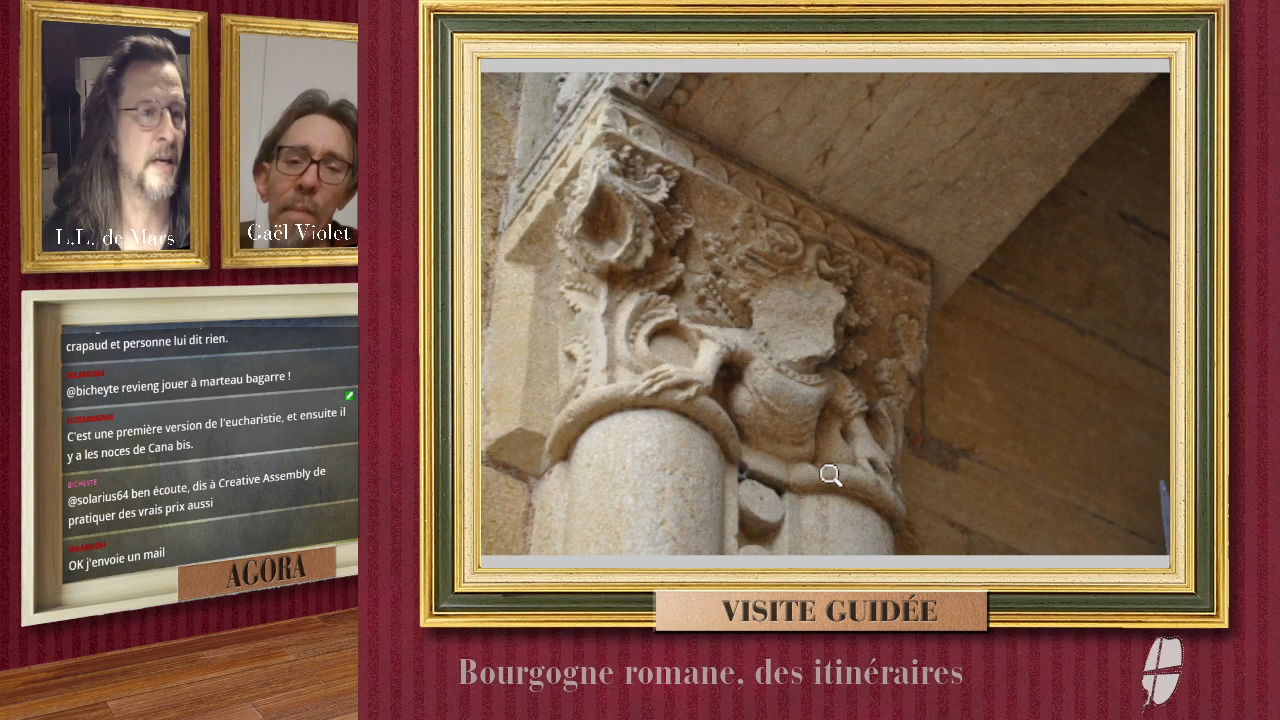 L.L. de Mars
Gaël Violet
crapaud et personne lui dit rien.
SOLARIUS64
@bicheyte revieng jouer à marteau bagarre !
C'est une première version de l'eucharistie, et ensuite il
y a les noces de Cana bis.
BICHEYTE
@solarius64 ben écoute, dis à Creative Assembly de
pratiquer des vrais prix aussi
SOLARIUS64
OK j'envoie un mail
AGORA
VISITE GUIDÉE
Bourgogne romane, des itinéraires